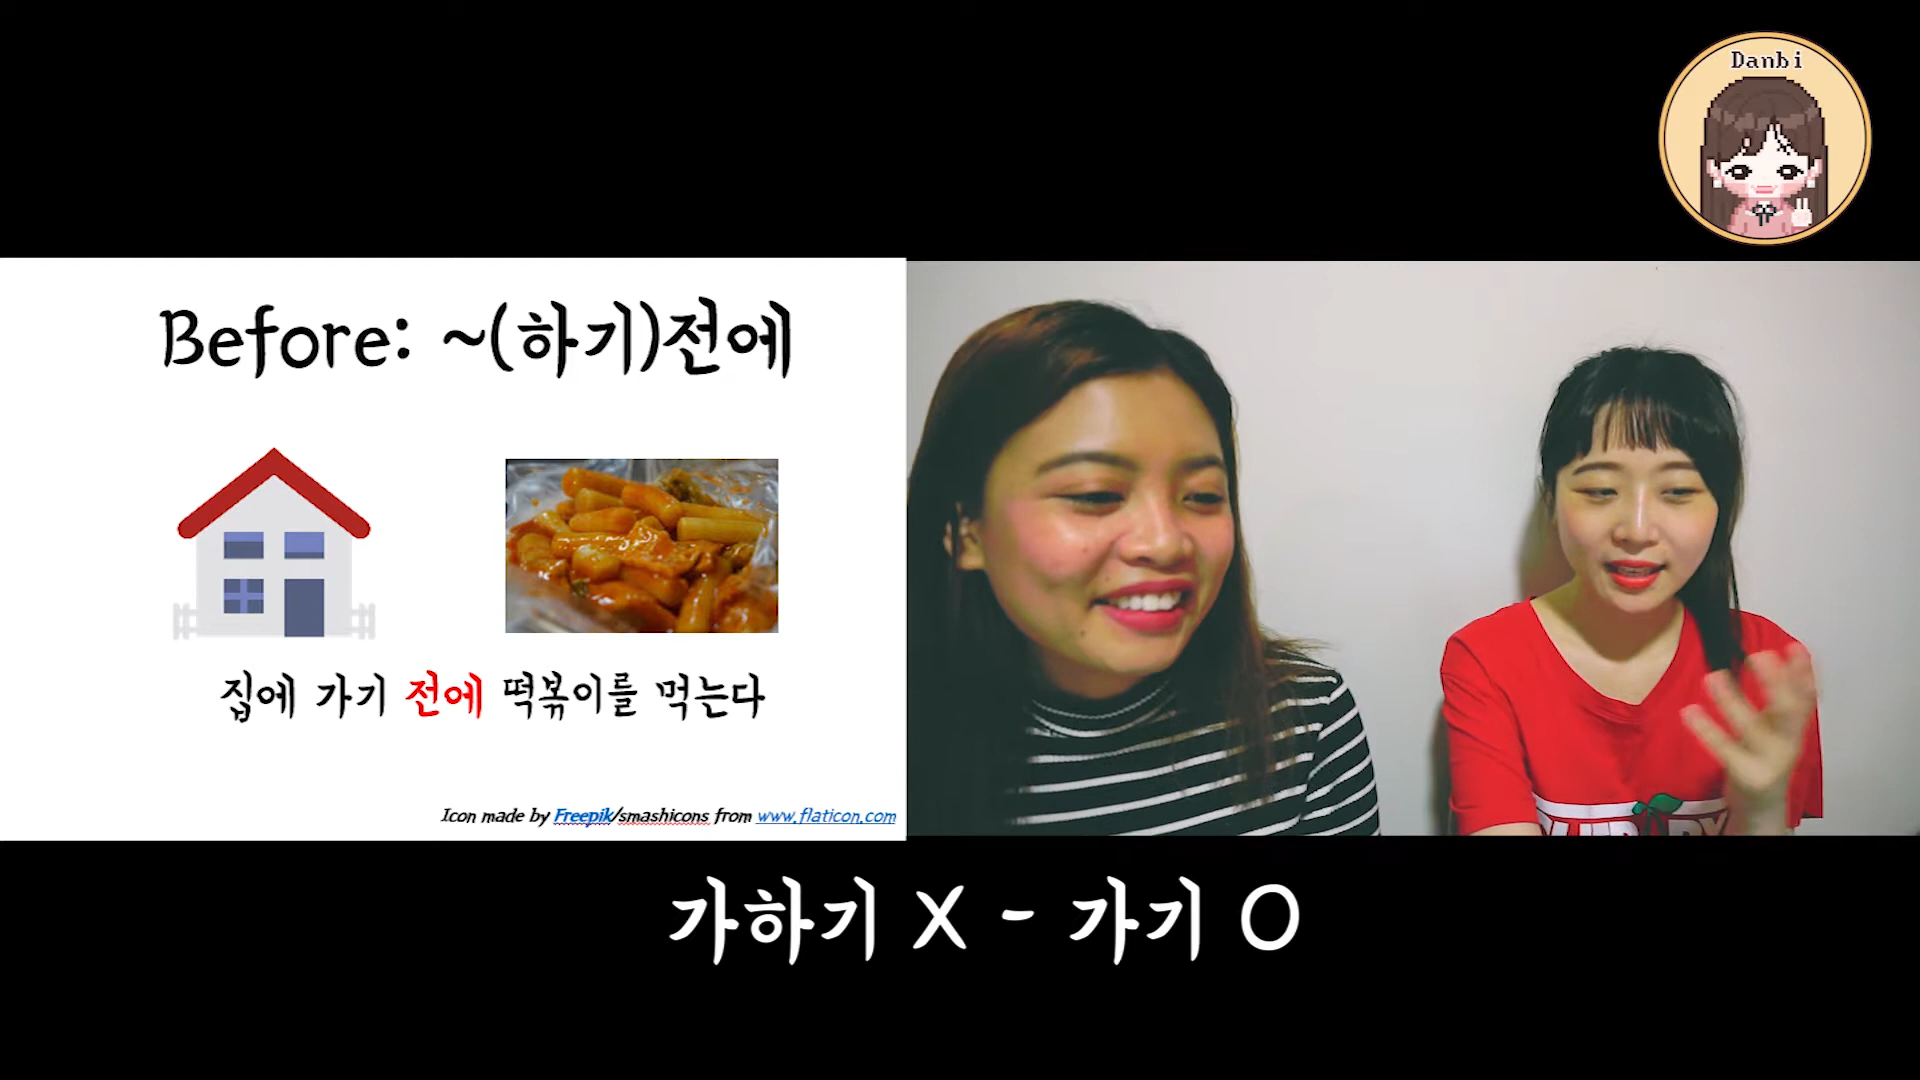 Danbi
Before: ~(하기)전에
집에 가기 전에 떡볶이를 먹는다
Icon made by Freepik/smashicons from www.flaticon.com
가하기 X - 가기 O